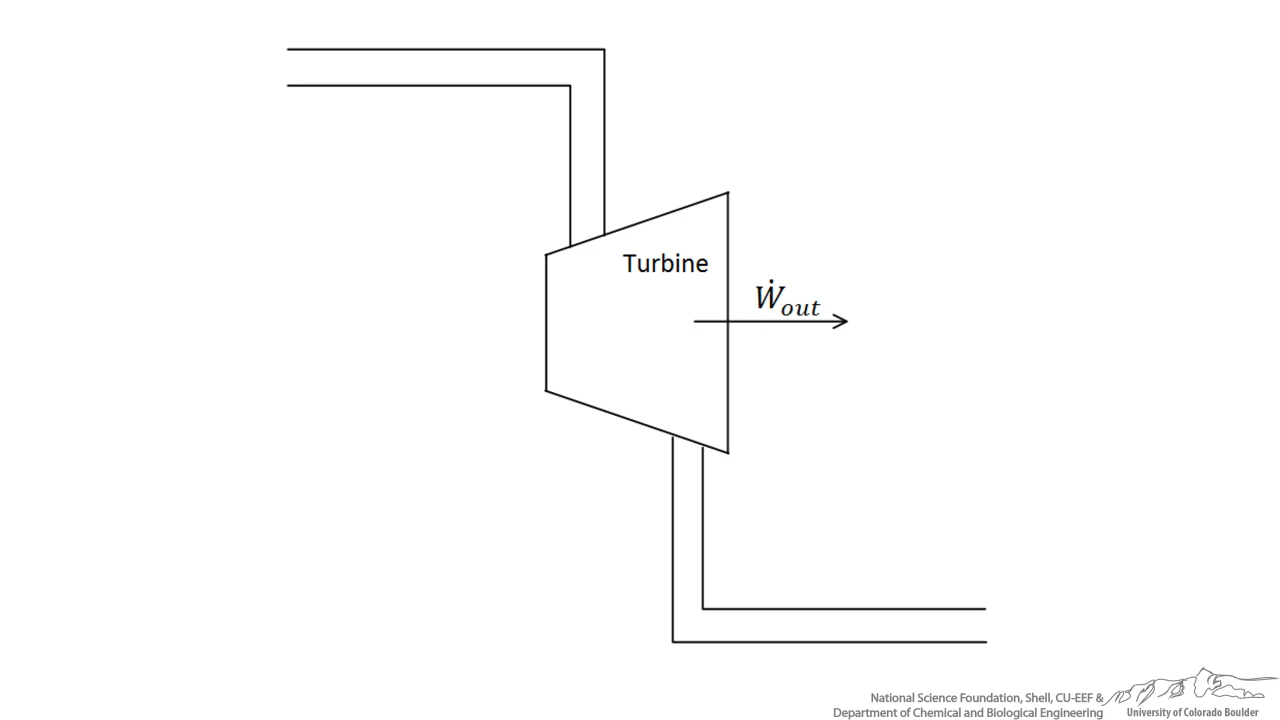 Turbine
Ẇout
National Science Foundation, Shell, CU-EEF &
Department of Chemical and Biological Engineering
University of Colorado Boulder